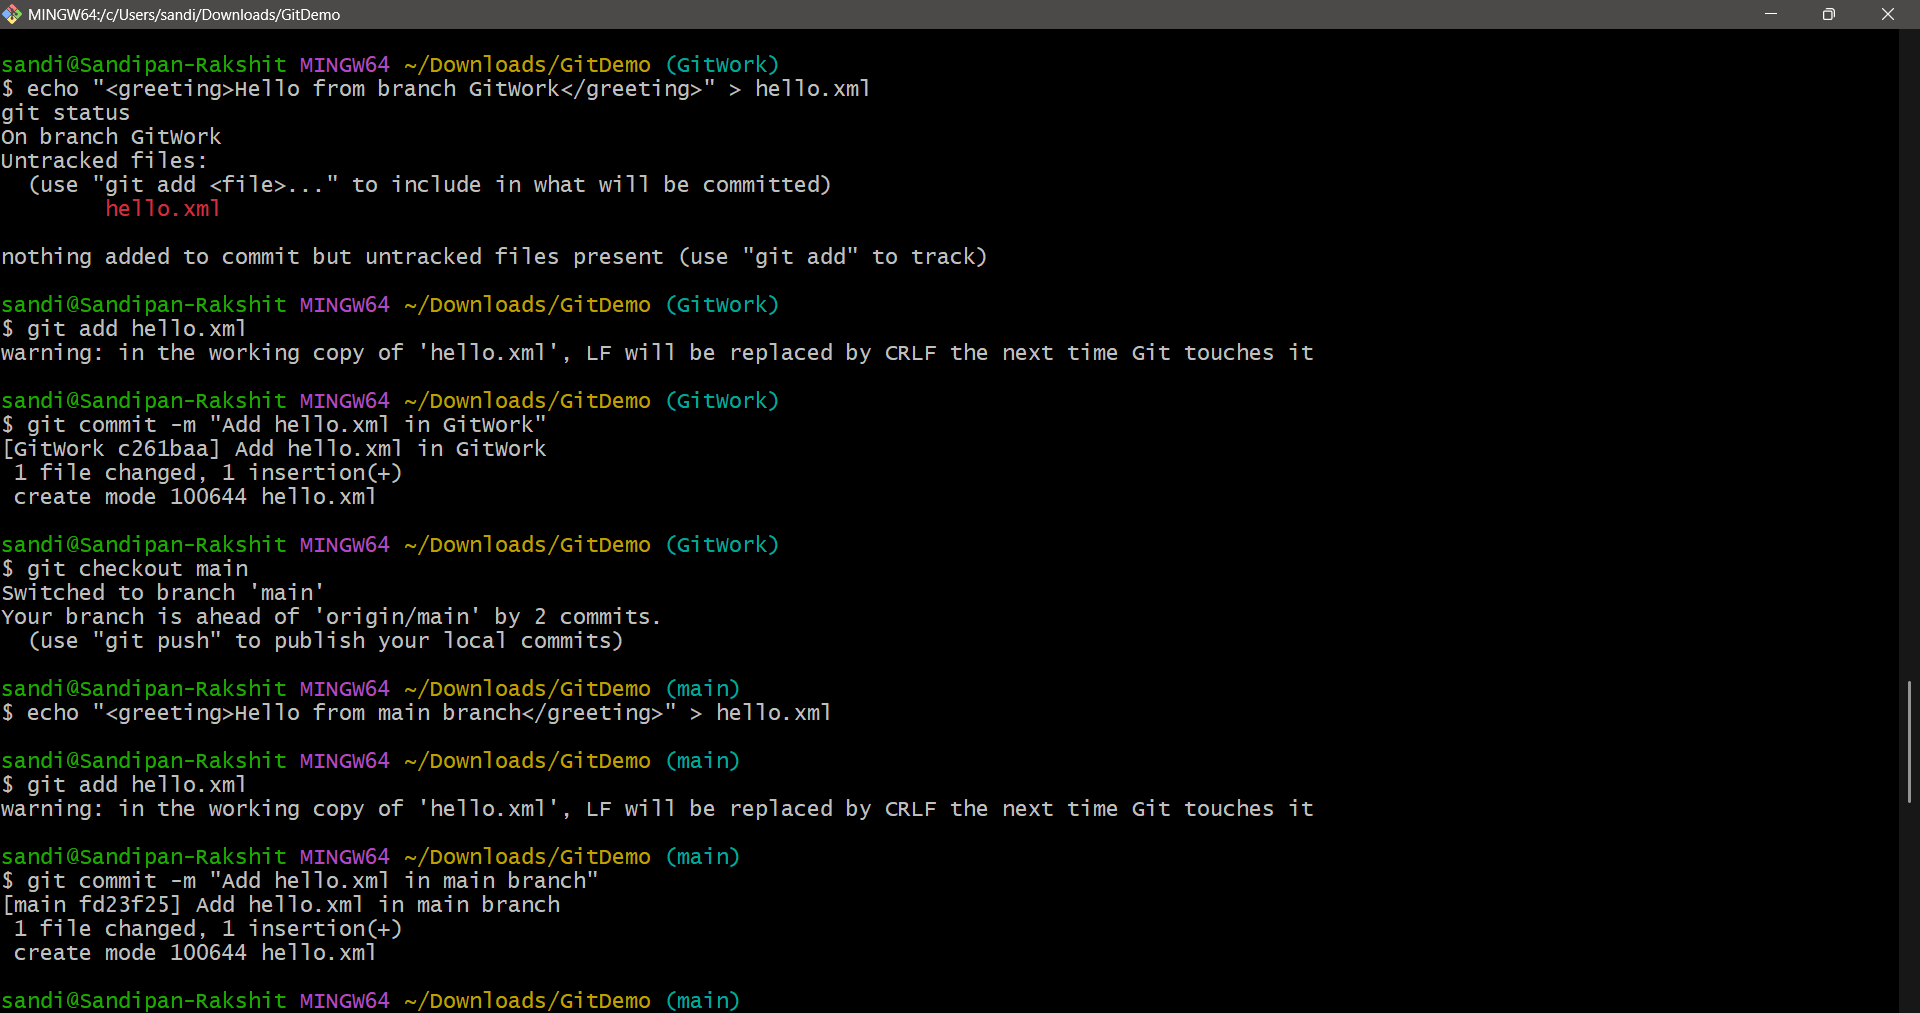 MINGW64:/c/Users/sandi/Downloads/GitDemo
sandi@Sandipan-Rakshit MINGW64 ~/Downloads/GitDemo (GitWork)
$ echo "<greeting>Hello from branch GitWork</greeting>" > hello.xml
git status
On branch GitWork
Untracked files:
  (use "git add <file>..." to include in what will be committed)
        hello.xml
nothing added to commit but untracked files present (use "git add" to track)
sandi@Sandipan-Rakshit MINGW64 ~/Downloads/GitDemo (GitWork)
$ git add hello.xml
warning: in the working copy of 'hello.xml', LF will be replaced by CRLF the next time Git touches it
sandi@Sandipan-Rakshit MINGW64 ~/Downloads/GitDemo (GitWork)
$ git commit -m "Add hello.xml in GitWork"
[GitWork c261baa] Add hello.xml in GitWork
 1 file changed, 1 insertion(+)
 create mode 100644 hello.xml
sandi@Sandipan-Rakshit MINGW64 ~/Downloads/GitDemo (GitWork)
$ git checkout main
Switched to branch 'main'
Your branch is ahead of 'origin/main' by 2 commits.
  (use "git push" to publish your local commits)
sandi@Sandipan-Rakshit MINGW64 ~/Downloads/GitDemo (main)
$ echo "<greeting>Hello from main branch</greeting>" > hello.xml
sandi@Sandipan-Rakshit MINGW64 ~/Downloads/GitDemo (main)
$ git add hello.xml
warning: in the working copy of 'hello.xml', LF will be replaced by CRLF the next time Git touches it
sandi@Sandipan-Rakshit MINGW64 ~/Downloads/GitDemo (main)
$ git commit -m "Add hello.xml in main branch"
[main fd23f25] Add hello.xml in main branch
 1 file changed, 1 insertion(+)
 create mode 100644 hello.xml
sandi@Sandipan-Rakshit MINGW64 ~/Downloads/GitDemo (main)